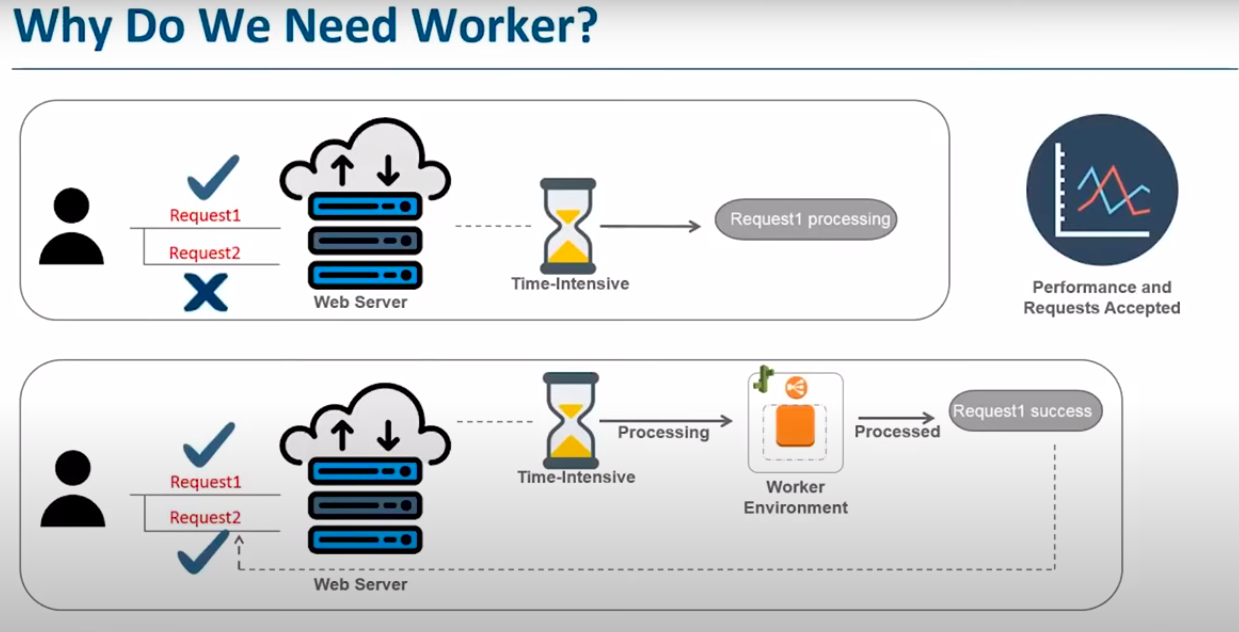 Why Do We Need Worker?
Request1
Request2
Web Server
Time-Intensive
Request1 processing
Performance and
Requests Accepted
Request1
Request2
Web Server
Time-Intensive
Processing
Worker
Environment
Processed
Request1 success